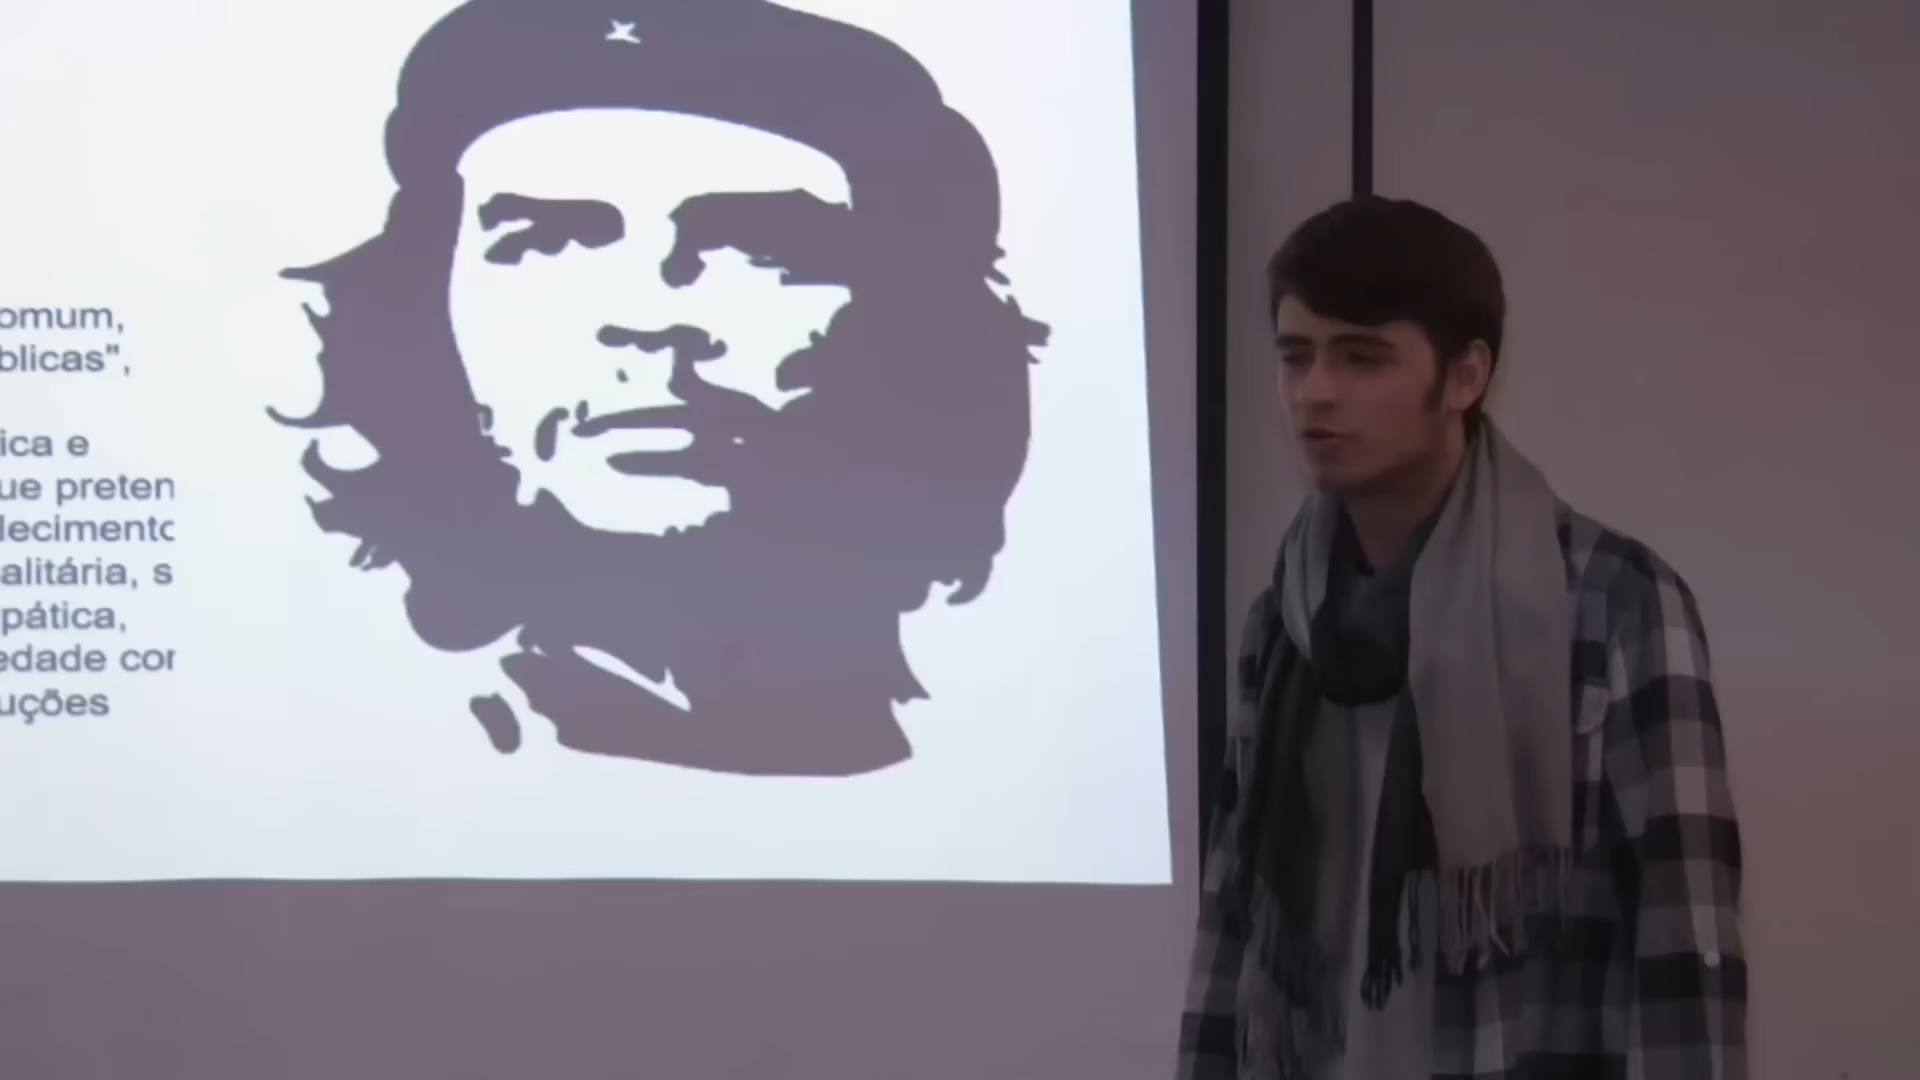 omum,
blicas",
ica e
ue preten
lecimento
alitária, s
pática,
edade cor
uções